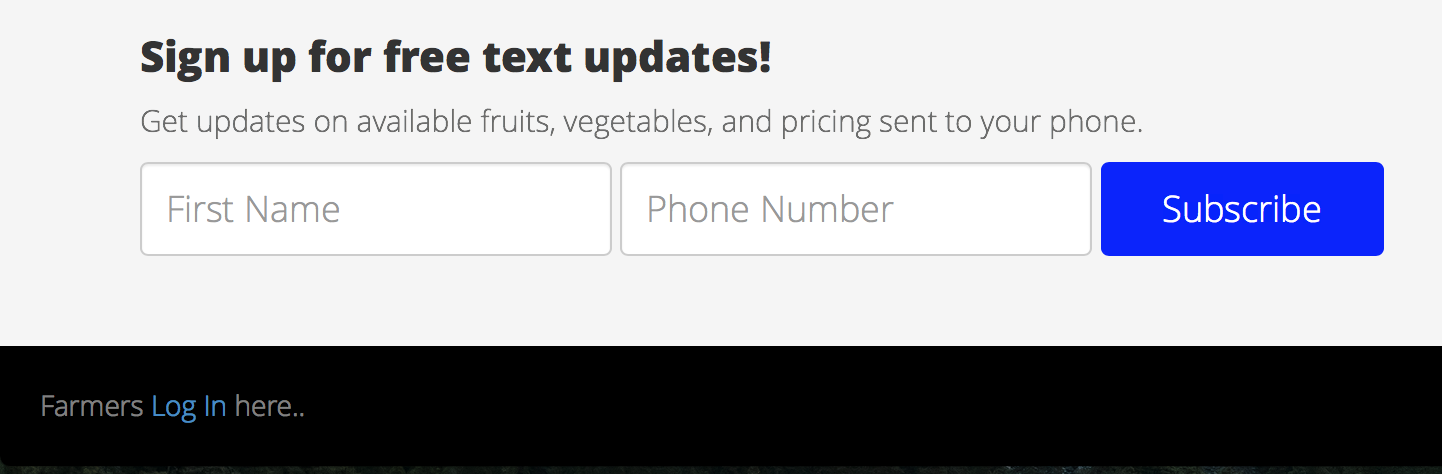 Sign up for free text updates!
Get updates on available fruits, vegetables, and pricing sent to your phone.
First Name Phone Number Subscribe
Farmers Log In here..